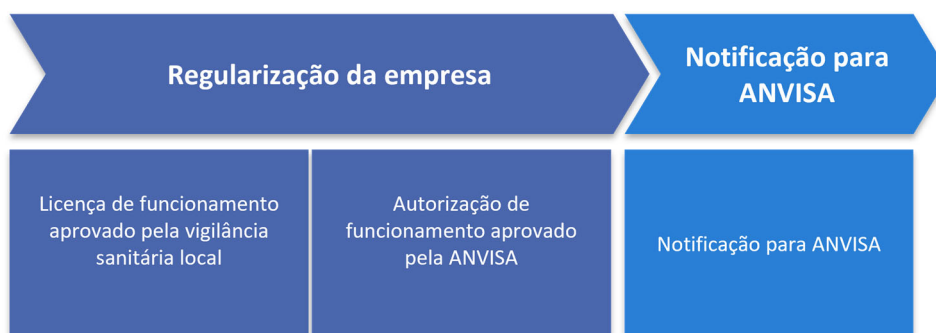 Regularização da empresa
Notificação para
ANVISA
Licença de funcionamento
aprovado pela vigilância
sanitária local
Autorização de
funcionamento aprovado
pela ANVISA
Notificação para ANVISA